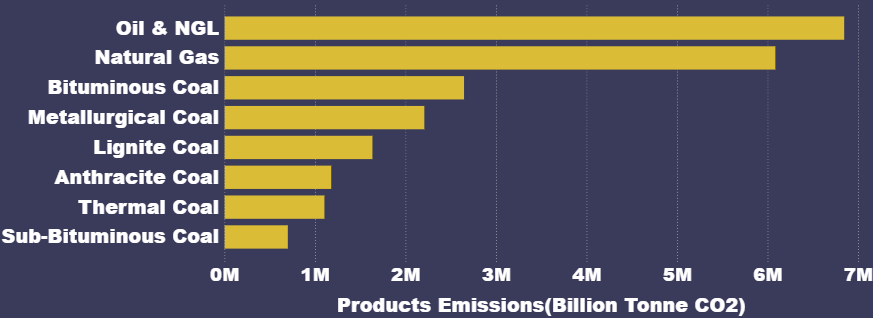 Oil & NGL
Natural Gas
Bituminous Coal
Metallurgical Coal
Lignite Coal
Anthracite Coal
Thermal Coal
Sub-Bituminous Coal
0M 1M 2M 3M 4M 5M 6M 7M
Products Emissions(Billion Tonne CO2)